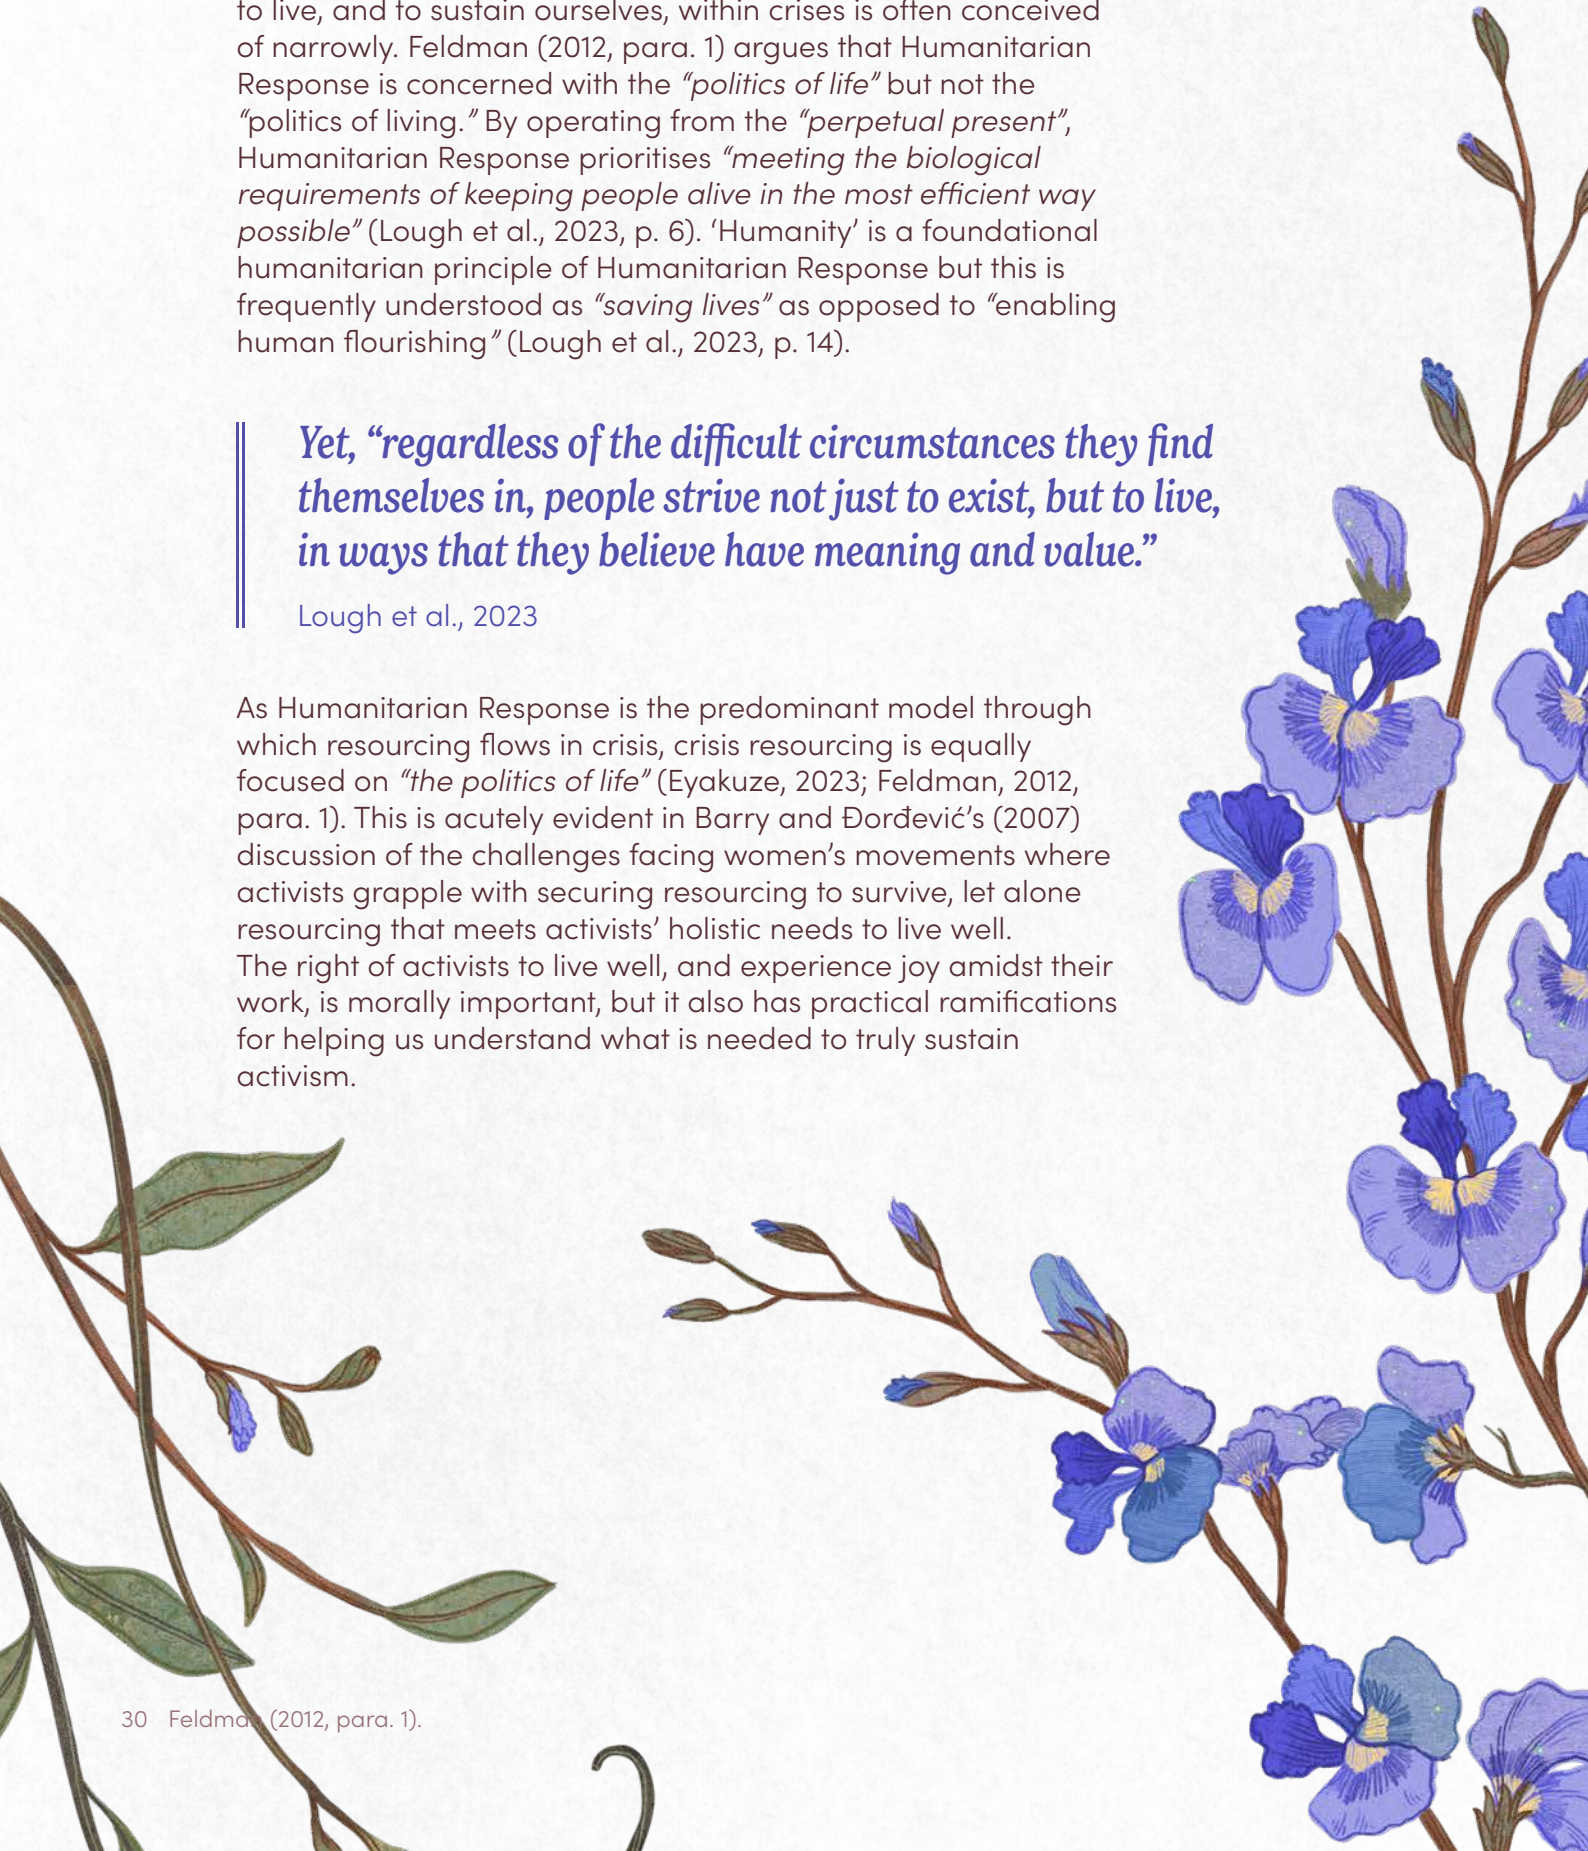 to live, and to sustain ourselves, within crises is often conceived
of narrowly. Feldman (2012, para. 1) argues that Humanitarian
Response is concerned with the “politics of life” but not the
“politics of living.” By operating from the “perpetual present”,
Humanitarian Response prioritises “meeting the biological
requirements of keeping people alive in the most efficient way
possible” (Lough et al., 2023, p. 6). ‘Humanity’ is a foundational
humanitarian principle of Humanitarian Response but this is
frequently understood as “saving lives” as opposed to “enabling
human flourishing” (Lough et al., 2023, p. 14).
Yet, “regardless of the difficult circumstances they find
themselves in, people strive not just to exist, but to live,
in ways that they believe have meaning and value.”
Lough et al., 2023
As Humanitarian Response is the predominant model through
which resourcing flows in crisis, crisis resourcing is equally
focused on “the politics of life” (Eyakuze, 2023; Feldman, 2012,
para. 1). This is acutely evident in Barry and Đorđević’s (2007)
discussion of the challenges facing women’s movements where
activists grapple with securing resourcing to survive, let alone
resourcing that meets activists’ holistic needs to live well.
The right of activists to live well, and experience joy amidst their
work, is morally important, but it also has practical ramifications
for helping us understand what is needed to truly sustain
activism.
30 Feldman (2012, para. 1).